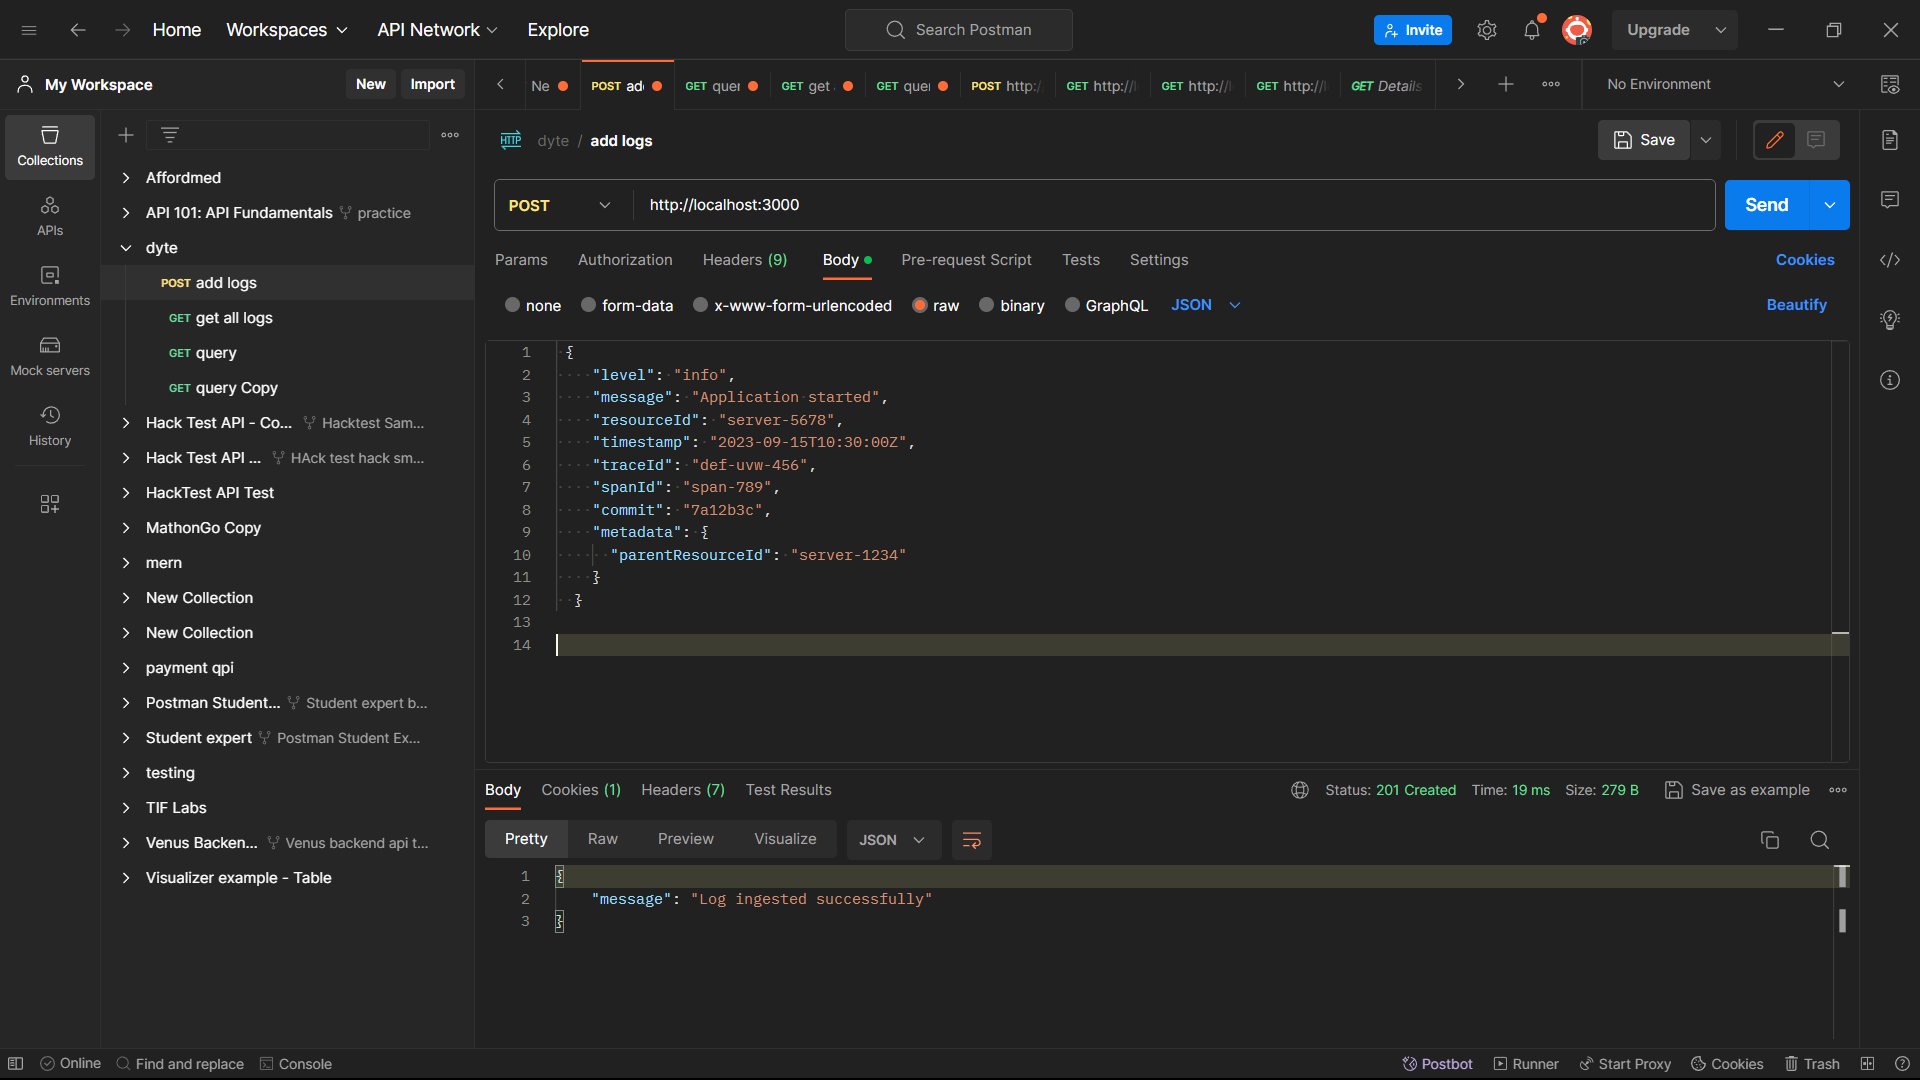 Home Workspaces API Network Explore Search Postman Invite Upgrade
My Workspace New Import Ne POST ad GET quer GET get GET que POST http:/ GET http://l GET http://l GET http://l GET Details No Environment
Collections
APIs
Environments
Mock servers
History
Affordmed
API 101: API Fundamentals practice
dyte
POST add logs
GET get all logs
GET query
GET query Copy
Hack Test API - Co... Hacktest Sam...
Hack Test API ... HAck test hack sm...
HackTest API Test
MathonGo Copy
mern
New Collection
New Collection
payment qpi
Postman Student... Student expert b...
Student expert Postman Student Ex...
testing
TIF Labs
Venus Backen... Venus backend api t...
Visualizer example - Table
HTTP dyte / add logs Save
POST http://localhost:3000 Send
Params Authorization Headers (9) Body Pre-request Script Tests Settings Cookies
none form-data x-www-form-urlencoded raw binary GraphQL JSON Beautify
1 {
2 "level": "info",
3 "message": "Application started",
4 "resourceId": "server-5678",
5 "timestamp": "2023-09-15T10:30:00Z",
6 "traceId": "def-uvw-456",
7 "spanId": "span-789",
8 "commit": "7a12b3c",
9 "metadata": {
10 "parentResourceId": "server-1234"
11 }
12 }
13
14
Body Cookies (1) Headers (7) Test Results Status: 201 Created Time: 19 ms Size: 279 B Save as example
Pretty Raw Preview Visualize JSON
1 {
2 "message": "Log ingested successfully"
3 }
Online Find and replace Console Postbot Runner Start Proxy Cookies Trash